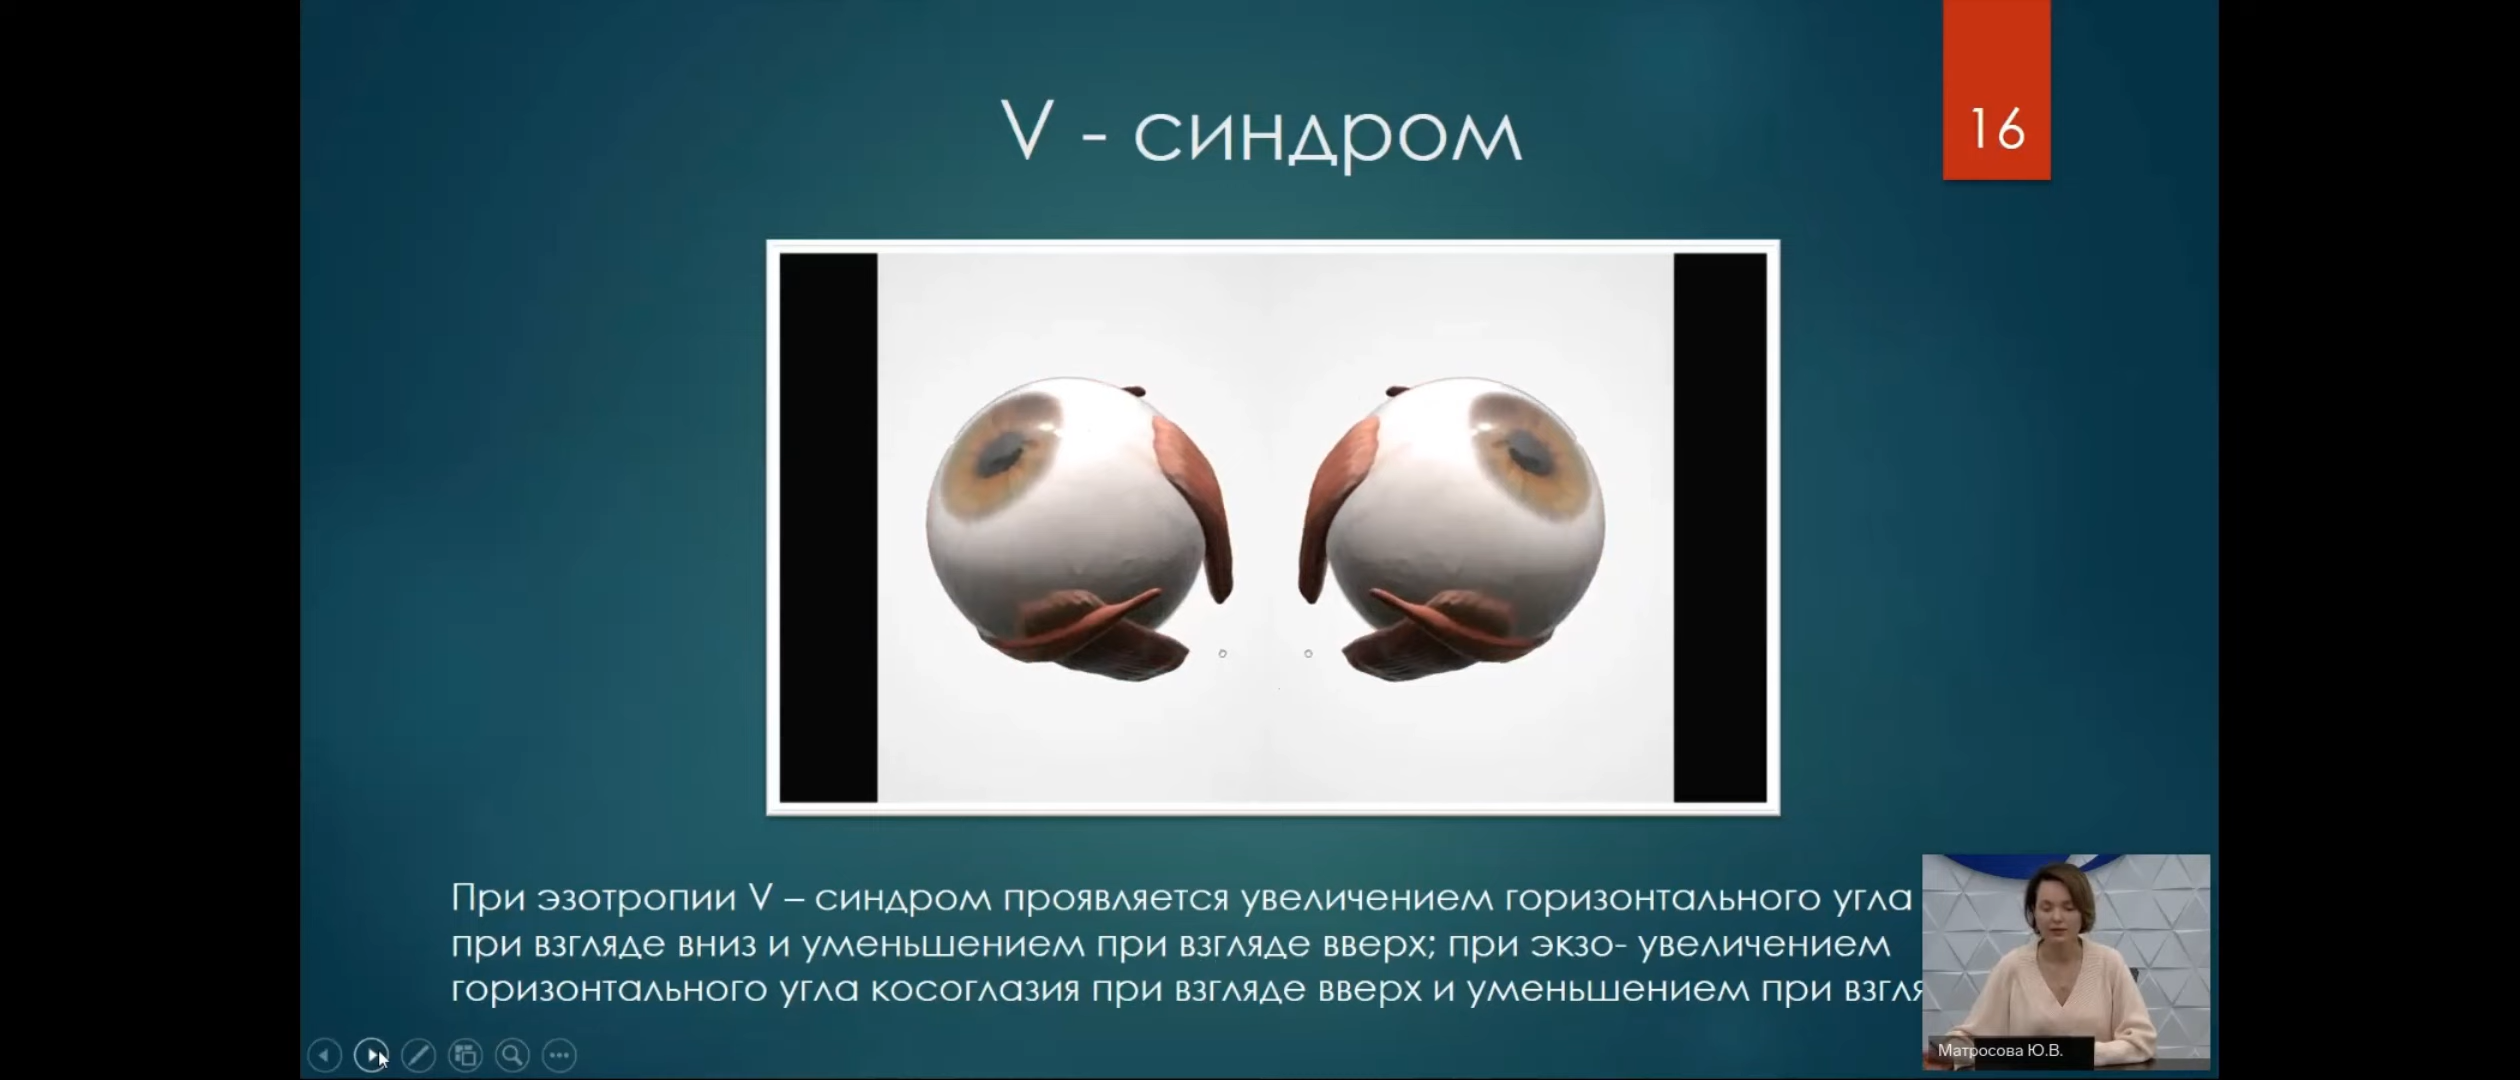 V - синдром
16
При эзотропии V – синдром проявляется увеличением горизонтального угла
при взгляде вниз и уменьшением при взгляде вверх; при экзо- увеличением
горизонтального угла косоглазия при взгляде вверх и уменьшением при
Матросова Ю.В.